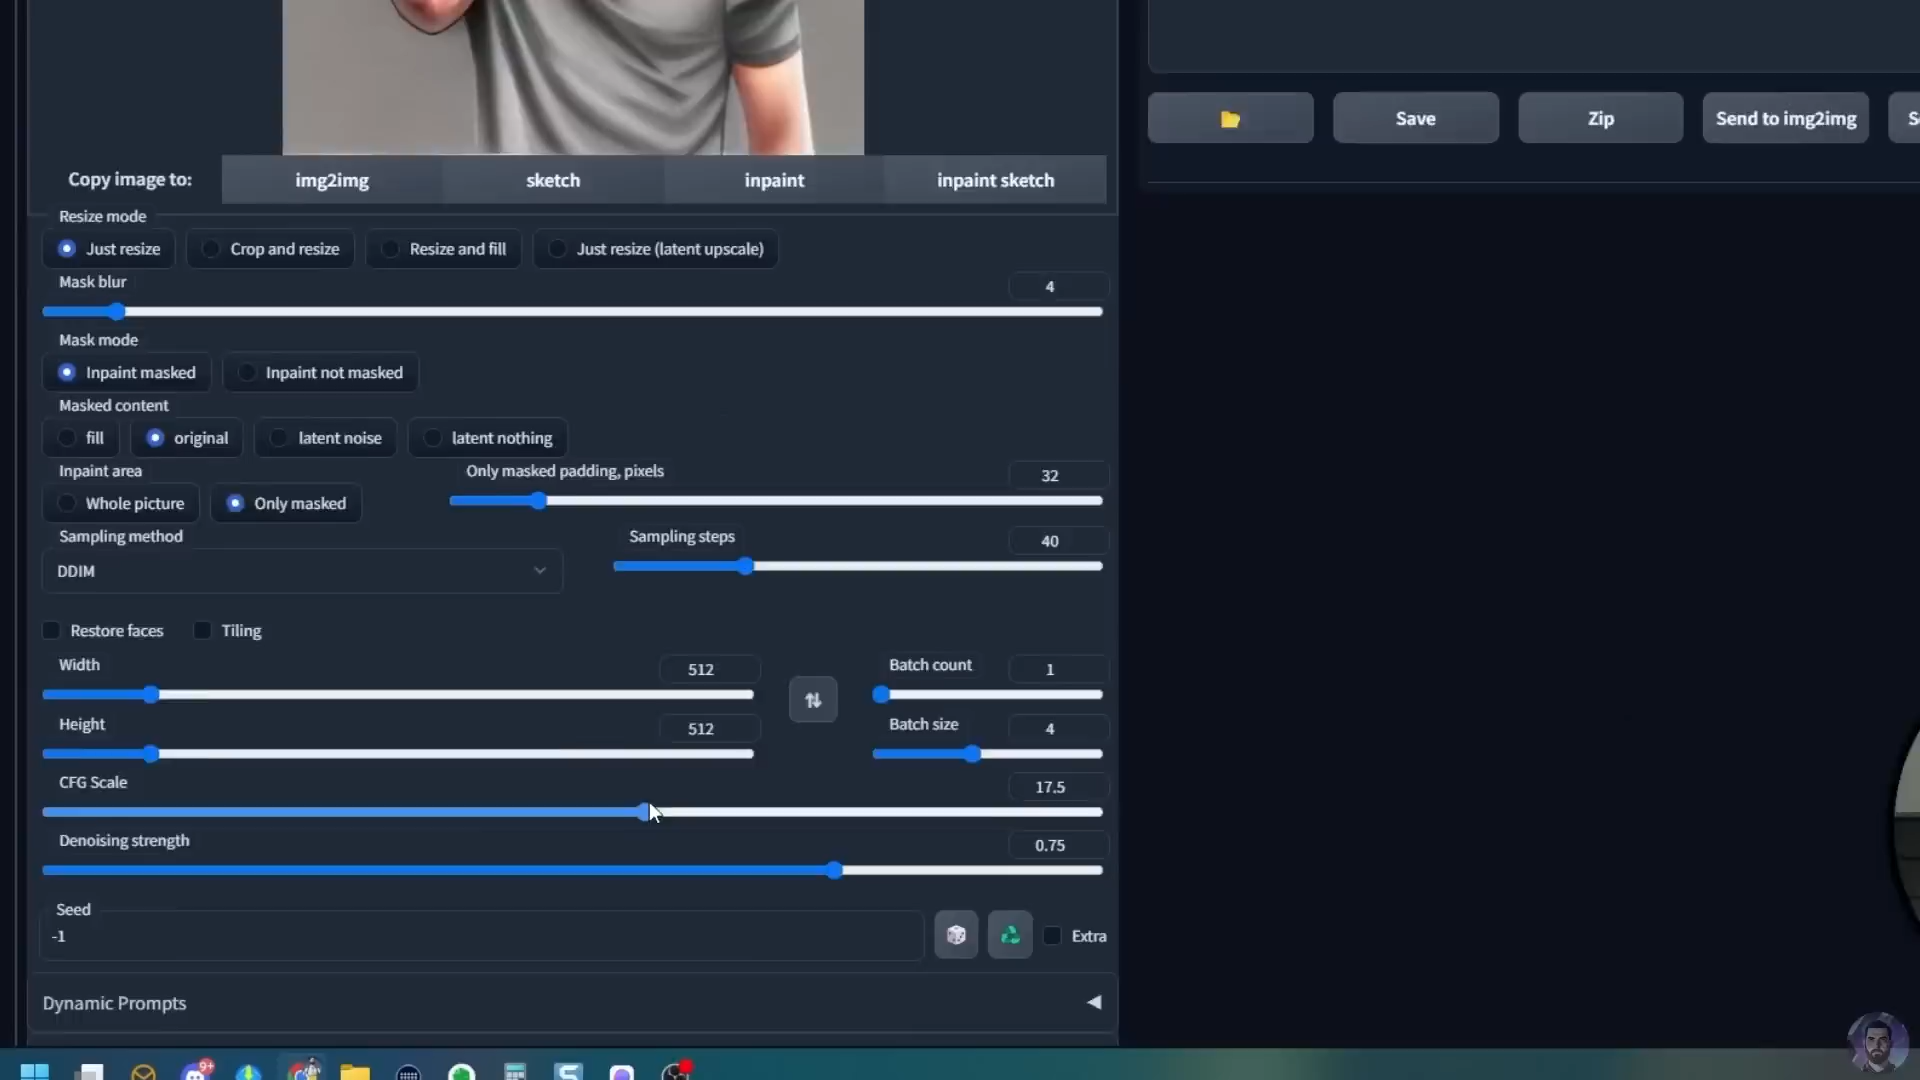 Save
Zip
Send to img2img
Copy image to:
img2img
sketch
inpaint
inpaint sketch
Resize mode
Just resize
Crop and resize
Resize and fill
Just resize (latent upscale)
Mask blur
4
Mask mode
Inpaint masked
Inpaint not masked
Masked content
fill
original
latent noise
latent nothing
Inpaint area
Only masked padding, pixels
32
Whole picture
Only masked
Sampling method
Sampling steps
40
DDIM
Restore faces
Tiling
Width
512
Batch count
1
Height
512
Batch size
4
CFG Scale
17.5
Denoising strength
0.75
Seed
-1
Extra
Dynamic Prompts
9+